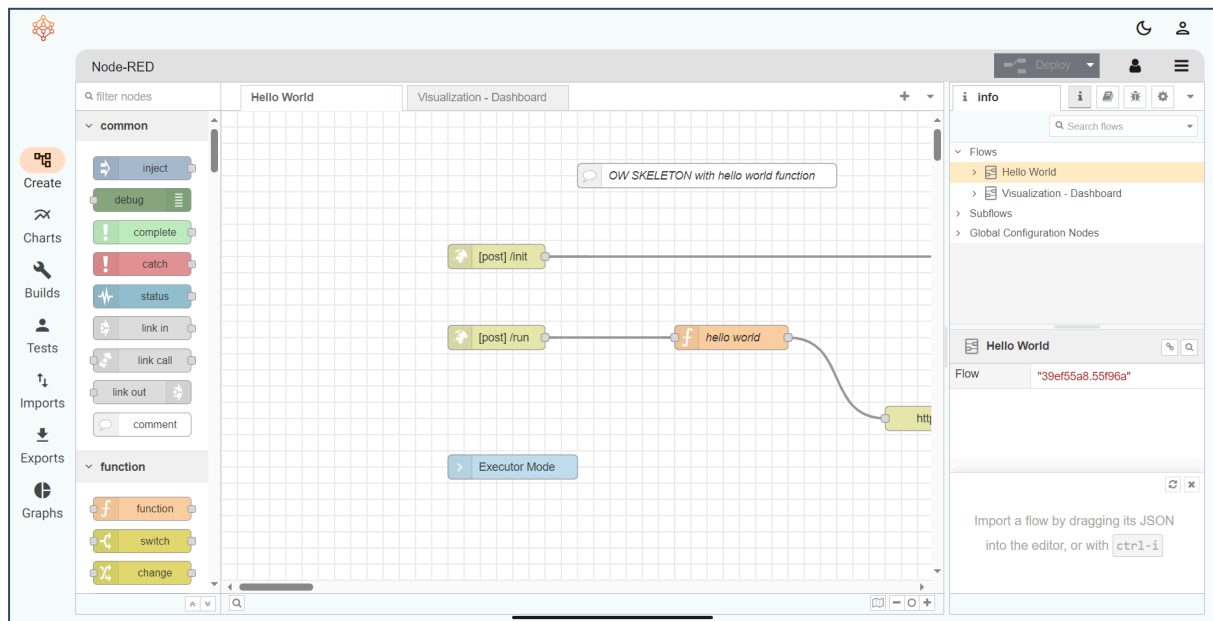 Node-RED
Deploy
filter nodes
Hello World
Visualization - Dashboard
info
Search flows
common
inject
debug
complete
catch
status
link in
link call
link out
comment
function
function
switch
change
Create
Charts
Builds
Tests
Imports
Exports
Graphs
OW SKELETON with hello world function
[post] /init
[post] /run
hello world
http
Executor Mode
Flows
Hello World
Visualization - Dashboard
Subflows
Global Configuration Nodes
Hello World
Flow
"39ef55a8.55f96a"
Import a flow by dragging its JSON
into the editor, or with ctrl-i